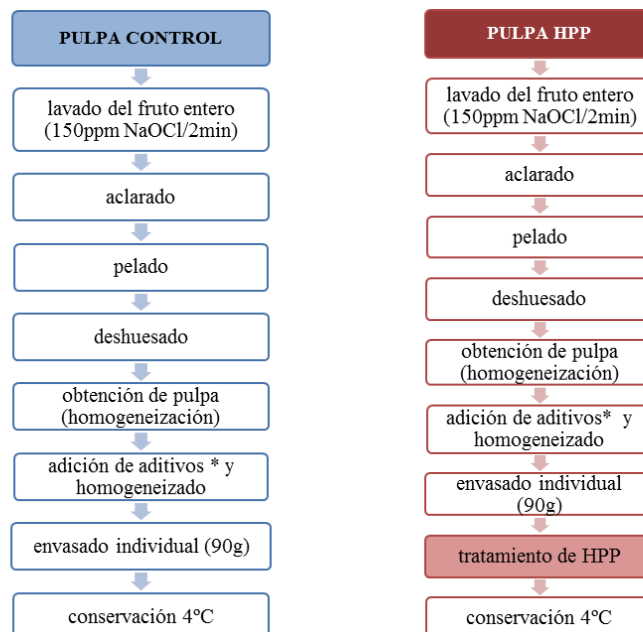 PULPA CONTROL
lavado del fruto entero
(150ppm NaOCl/2min)
aclarado
pelado
deshuesado
obtención de pulpa
(homogeneización)
adición de aditivos * y
homogeneizado
envasado individual (90g)
conservación 4ºC
PULPA HPP
lavado del fruto entero
(150ppm NaOCl/2min)
aclarado
pelado
deshuesado
obtención de pulpa
(homogeneización)
adición de aditivos* y
homogeneizado
envasado individual
(90g)
tratamiento de HPP
conservación 4ºC